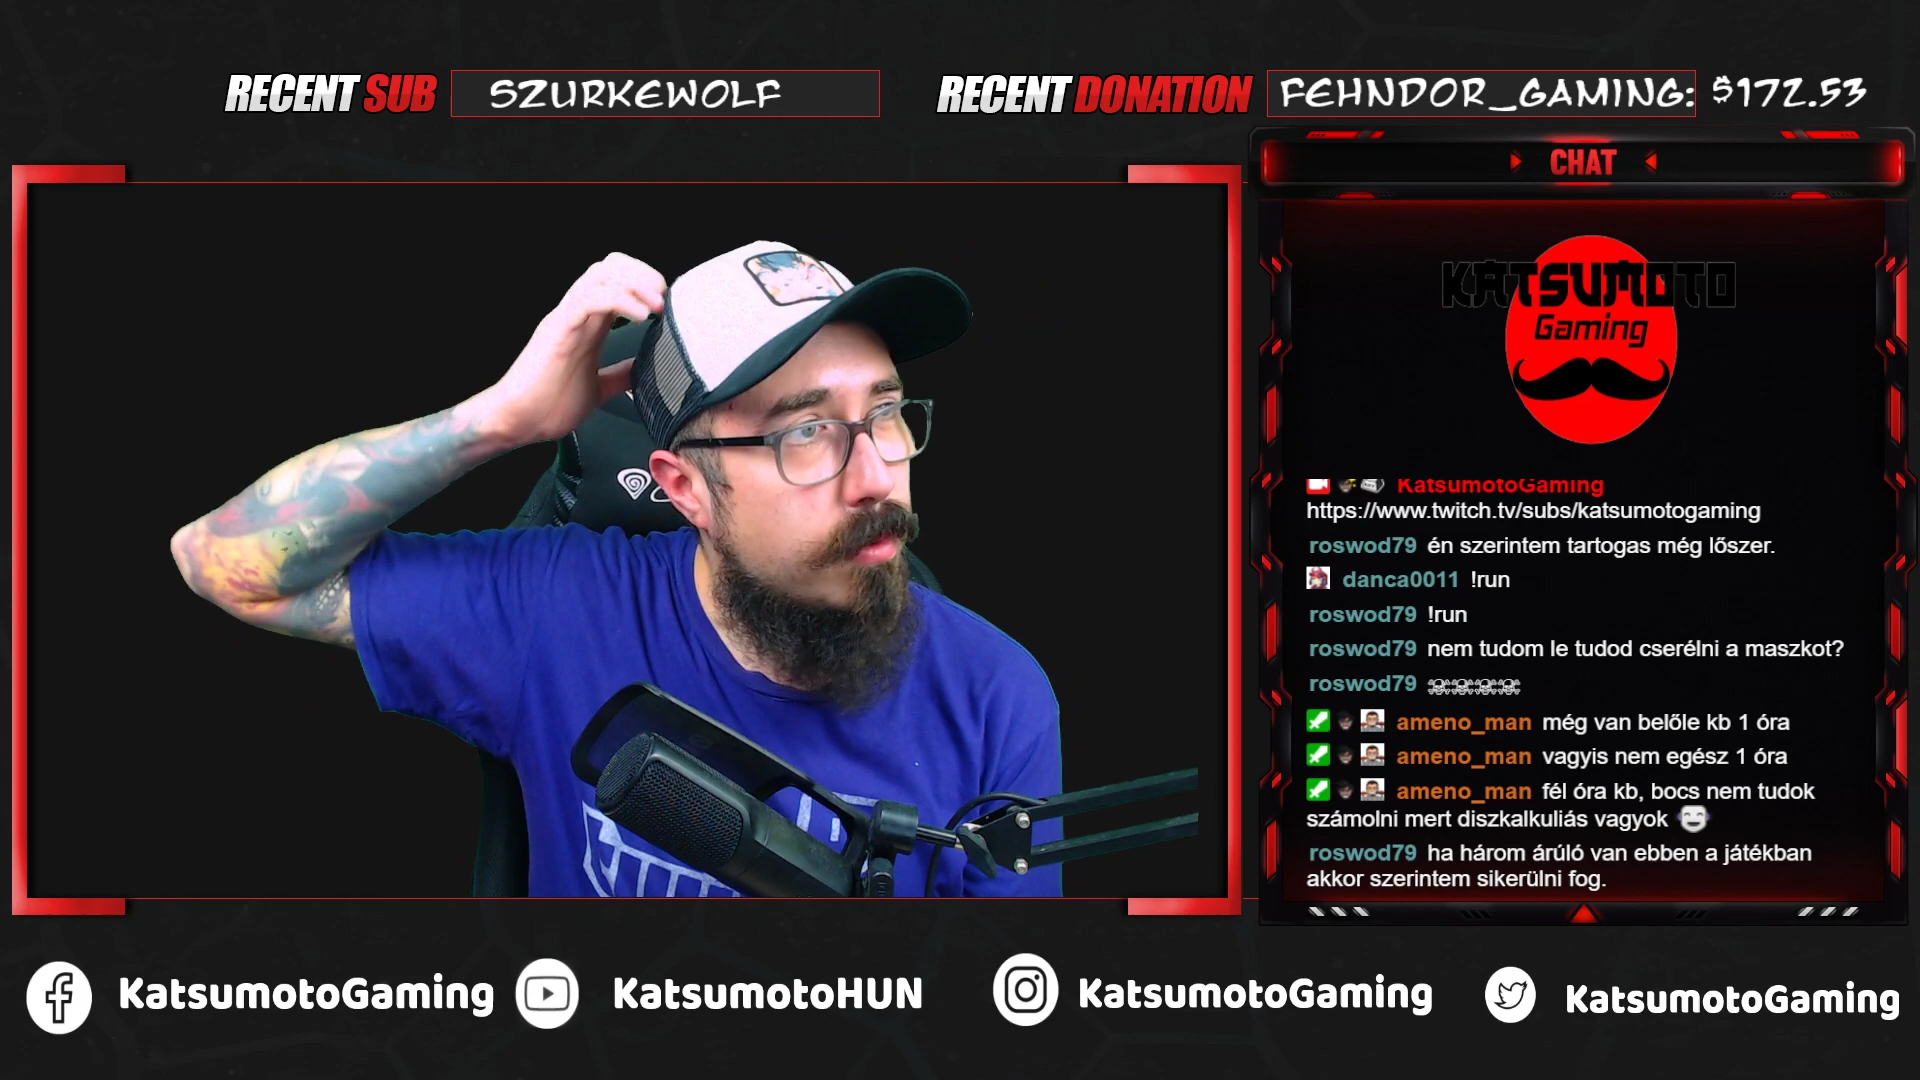 RECENT SUB SZURKEWOLF
RECENT DONATION FEHNDOR_GAMING: $172.53
CHAT
KATSUMOTO
Gaming
KatsumotoGaming
https://www.twitch.tv/subs/katsumotogaming
roswod79 én szerintem tartogas még lőszer.
danca0011 !run
roswod79 !run
roswod79 nem tudom le tudod cserélni a maszkot?
roswod79 ☠☠☠☠
ameno_man még van belőle kb 1 óra
ameno_man vagyis nem egész 1 óra
ameno_man fél óra kb, bocs nem tudok
számolni mert diszkalkuliás vagyok
roswod79 ha három árúló van ebben a játékban
akkor szerintem sikerülni fog.
KatsumotoGaming
KatsumotoHUN
KatsumotoGaming
KatsumotoGaming